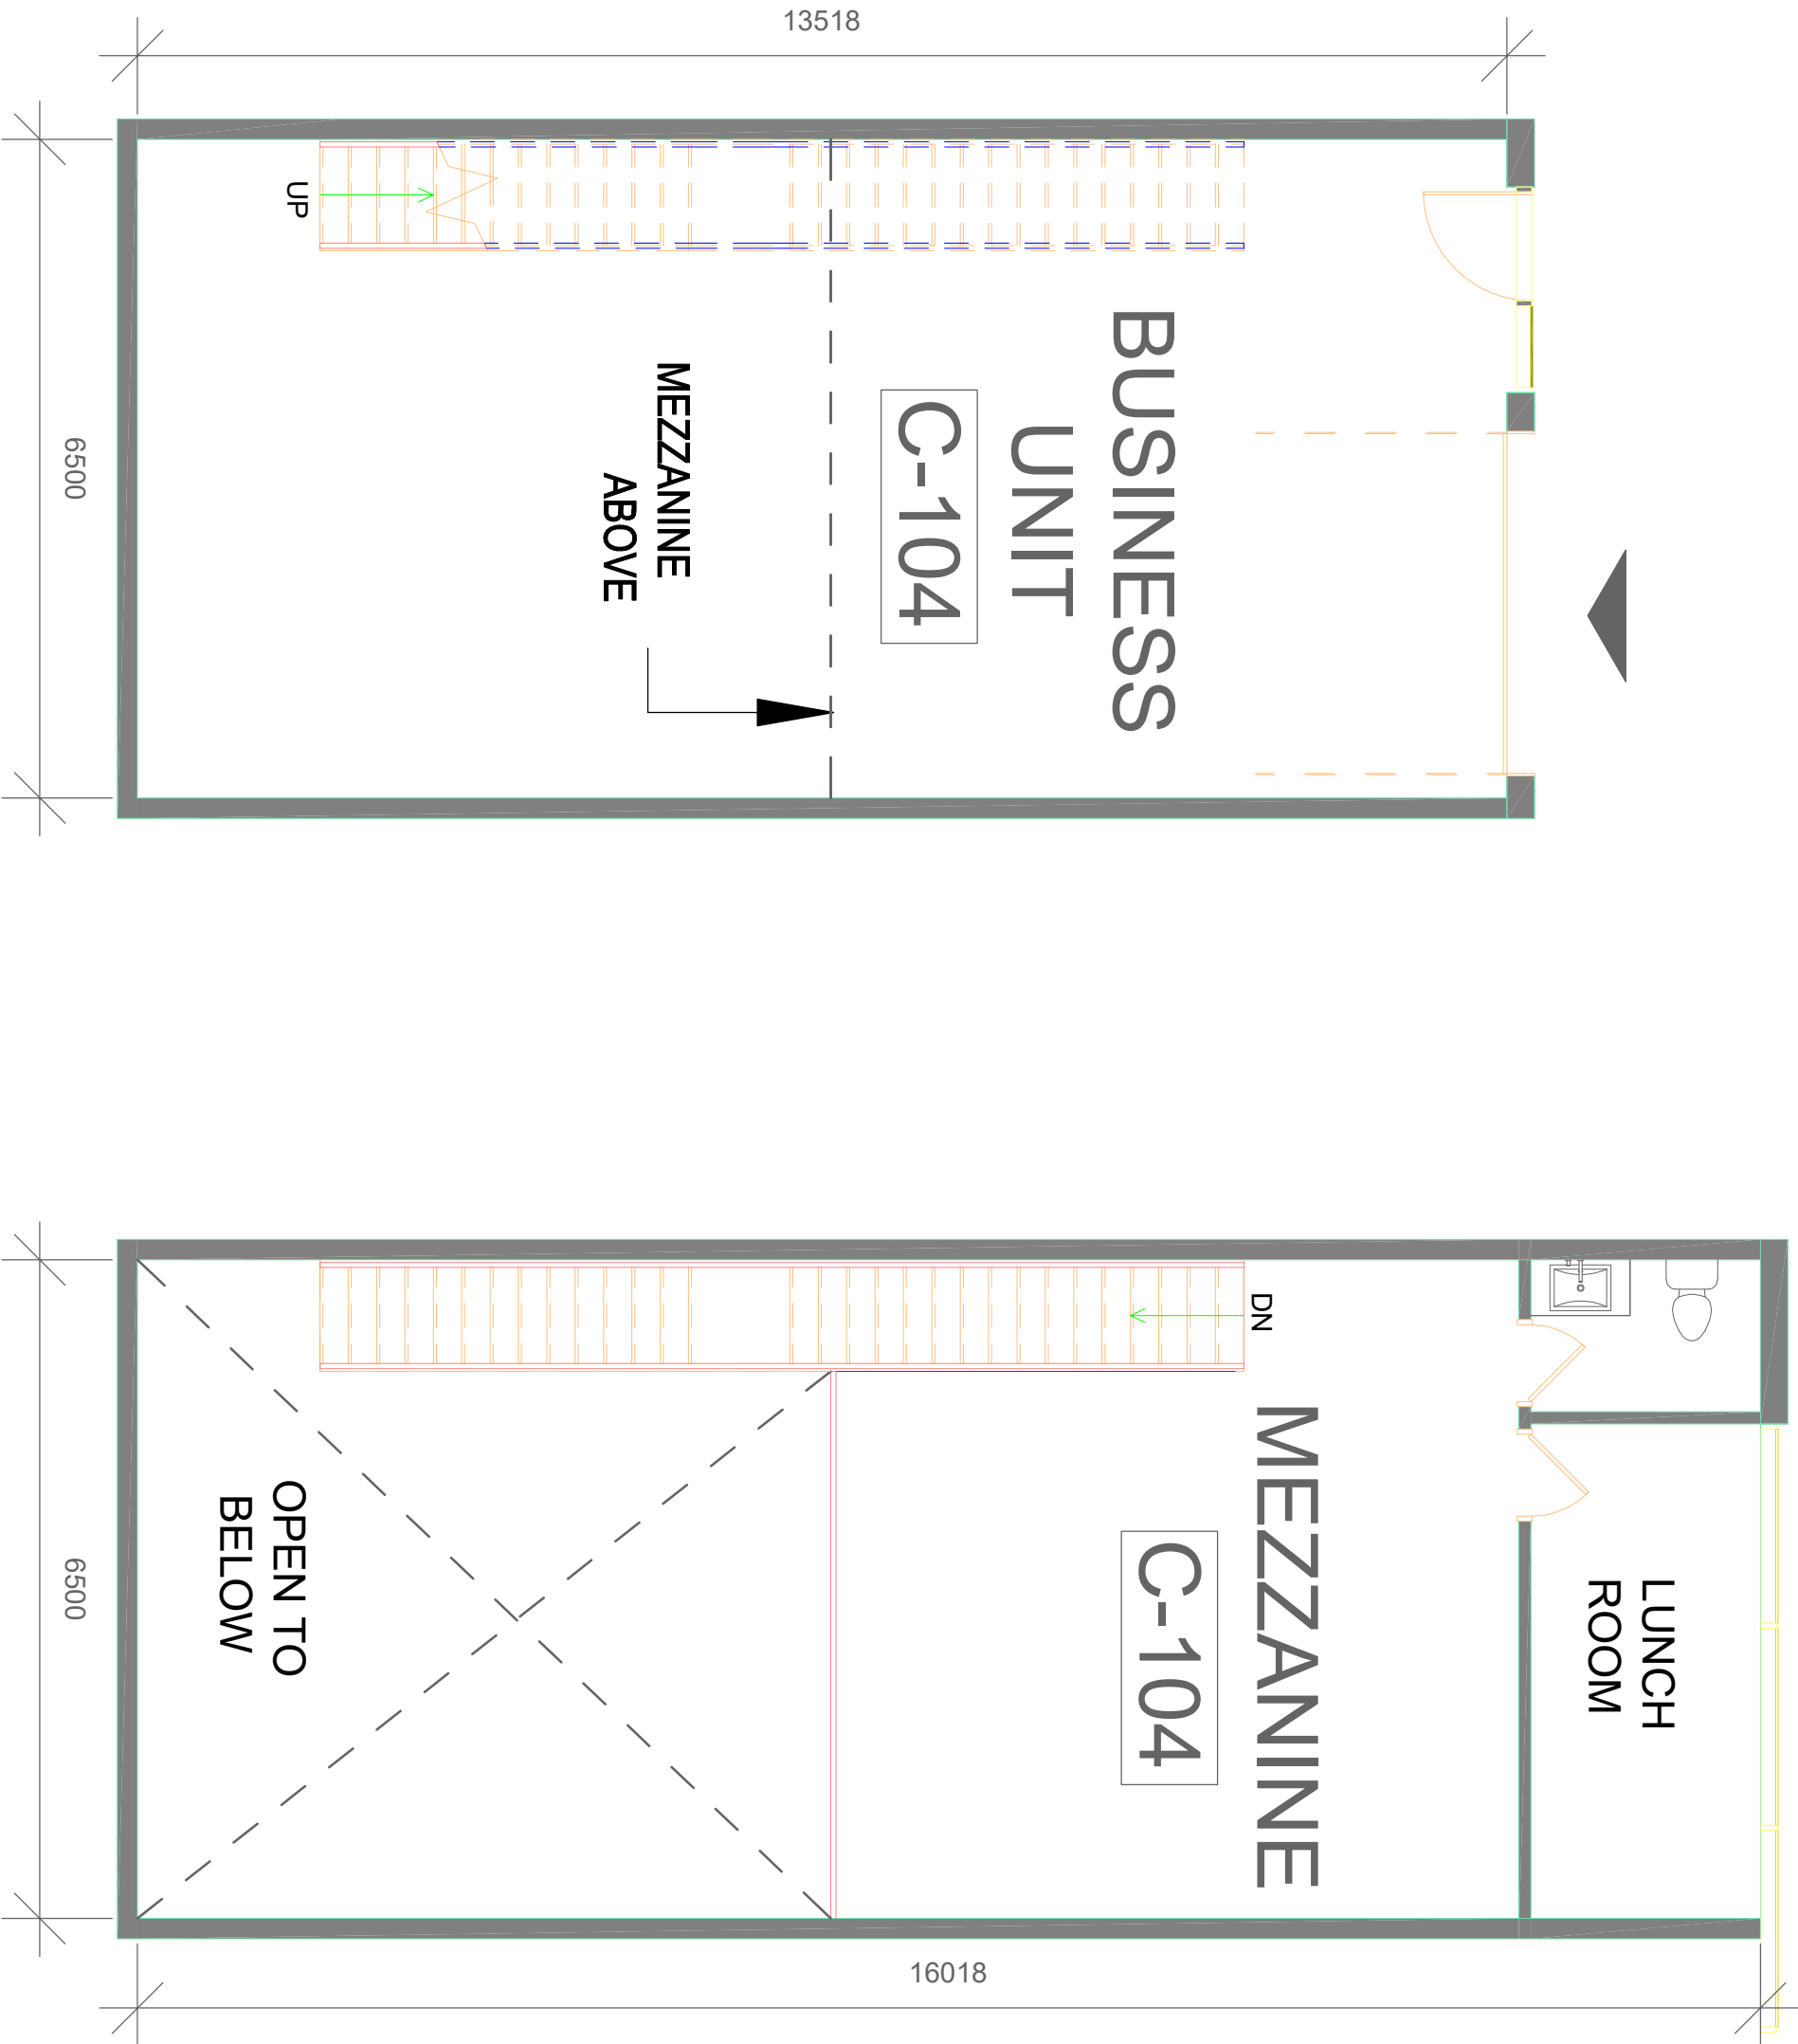 13518
6500
UP
BUSINESS
UNIT
C-104
MEZZANINE
ABOVE
DN
MEZZANINE
C-104
LUNCH
ROOM
OPEN TO
BELOW
6500
16018